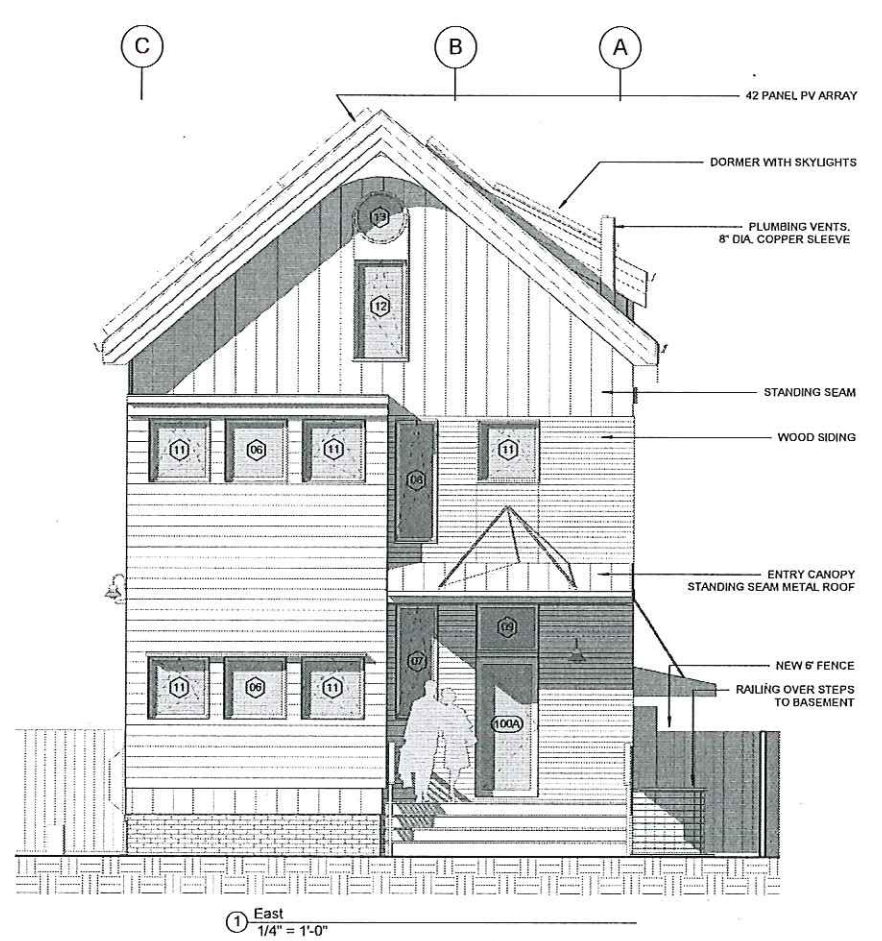 C
B
A
42 PANEL PV ARRAY
DORMER WITH SKYLIGHTS
PLUMBING VENTS,
8" DIA. COPPER SLEEVE
13
12
STANDING SEAM
WOOD SIDING
11
06
11
08
11
ENTRY CANOPY
STANDING SEAM METAL ROOF
09
07
NEW 6' FENCE
RAILING OVER STEPS
TO BASEMENT
11
06
11
100A
1
East
1/4" = 1'-0"